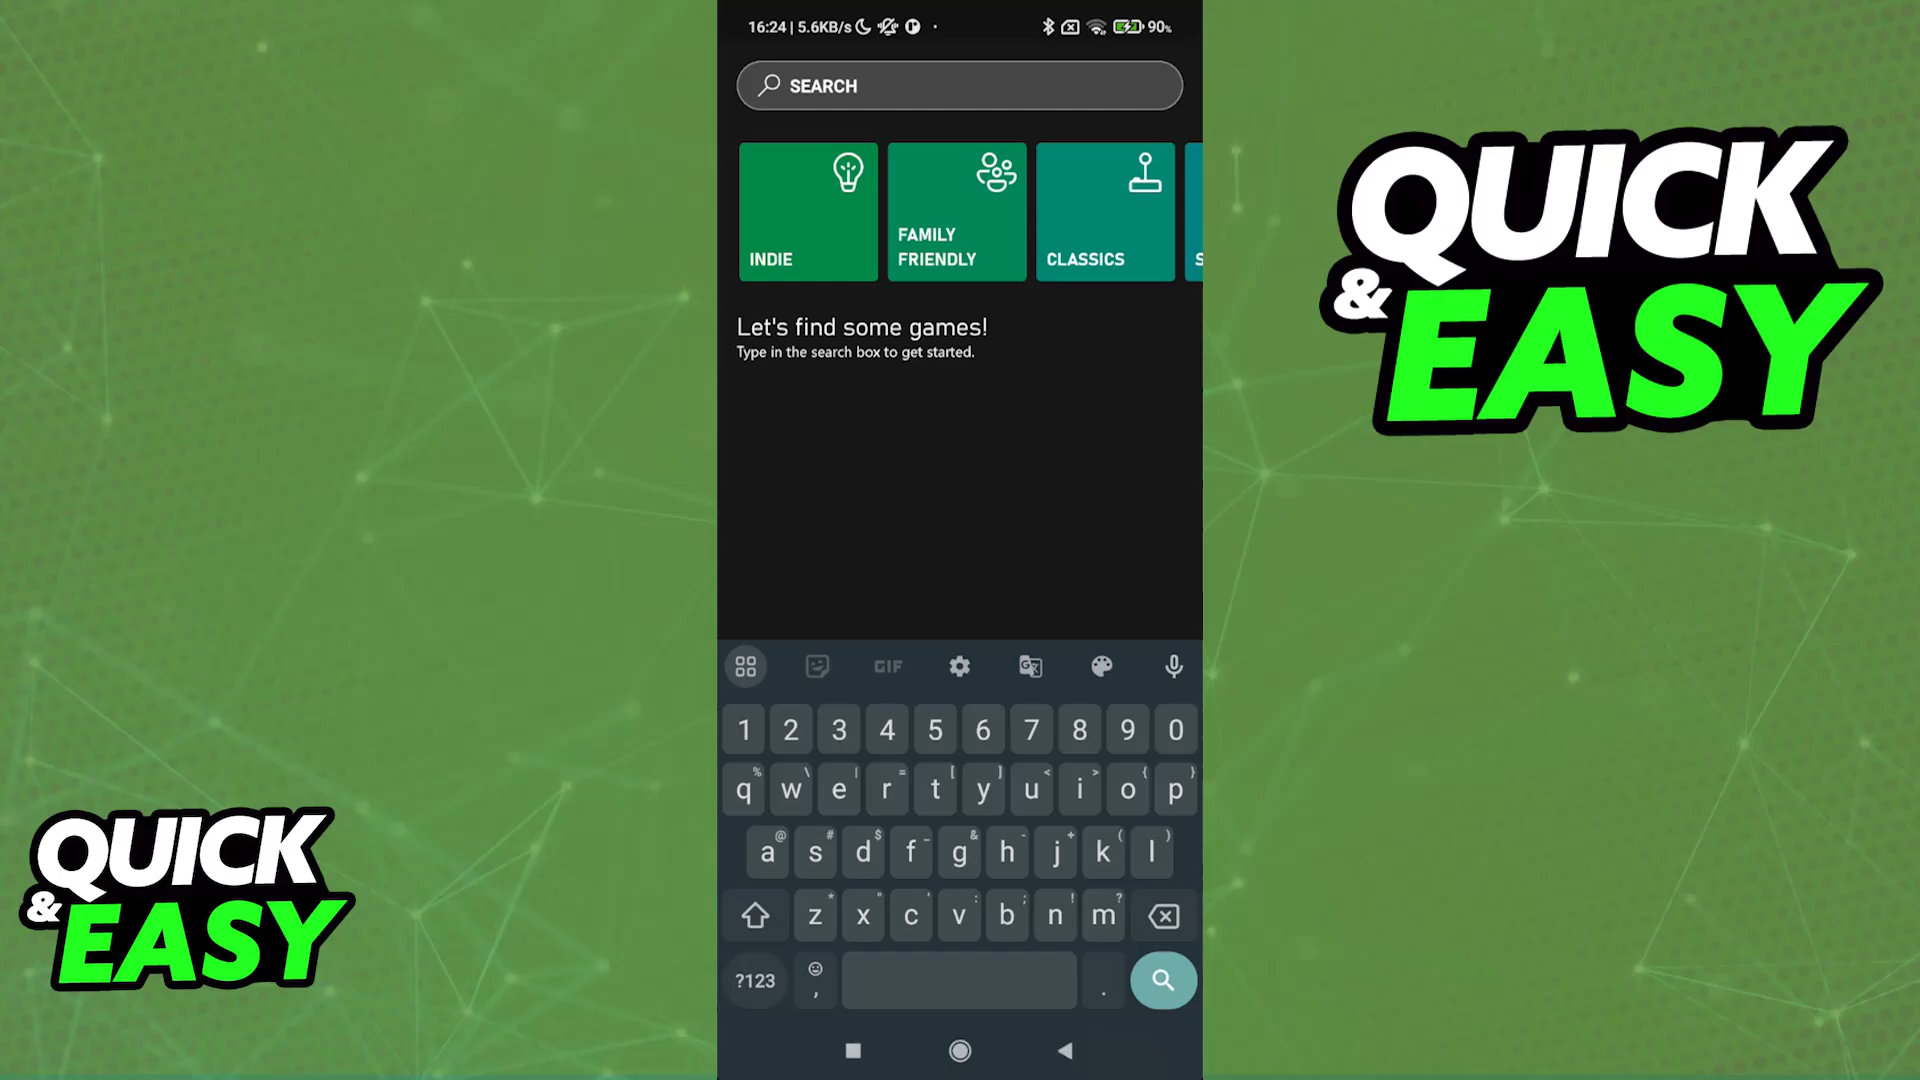 16:24 | 5.6KB/s
90%
SEARCH
INDIE
FAMILY
FRIENDLY
CLASSICS
S
Let's find some games!
Type in the search box to get started.
QUICK
& EASY
QUICK
& EASY
GIF
1 2 3 4 5 6 7 8 9 0
% \ | = [ ] < > { }
q w e r t y u i o p
@ # $ _ & - + ( )
a s d f g h j k l
* " ' : ; ! ?
z x c v b n m
?123 , .